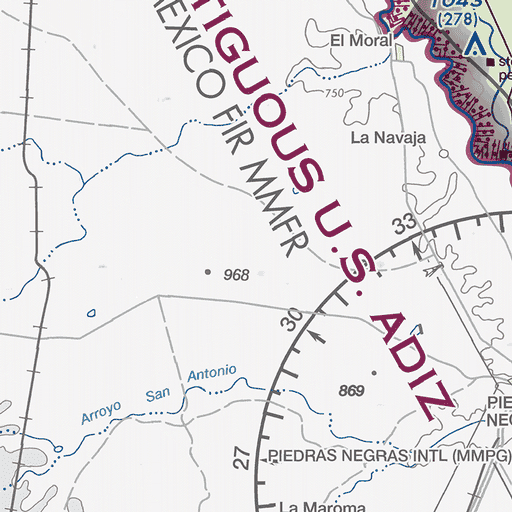 1043
(278)
El Moral
750
La Navaja
TIGUOUS U.S. ADIZ
MEXICO FIR MMFR
33
968
30
869
Arroyo San Antonio
27
PIEDRAS NEGRAS INTL (MMPG)
La Maroma